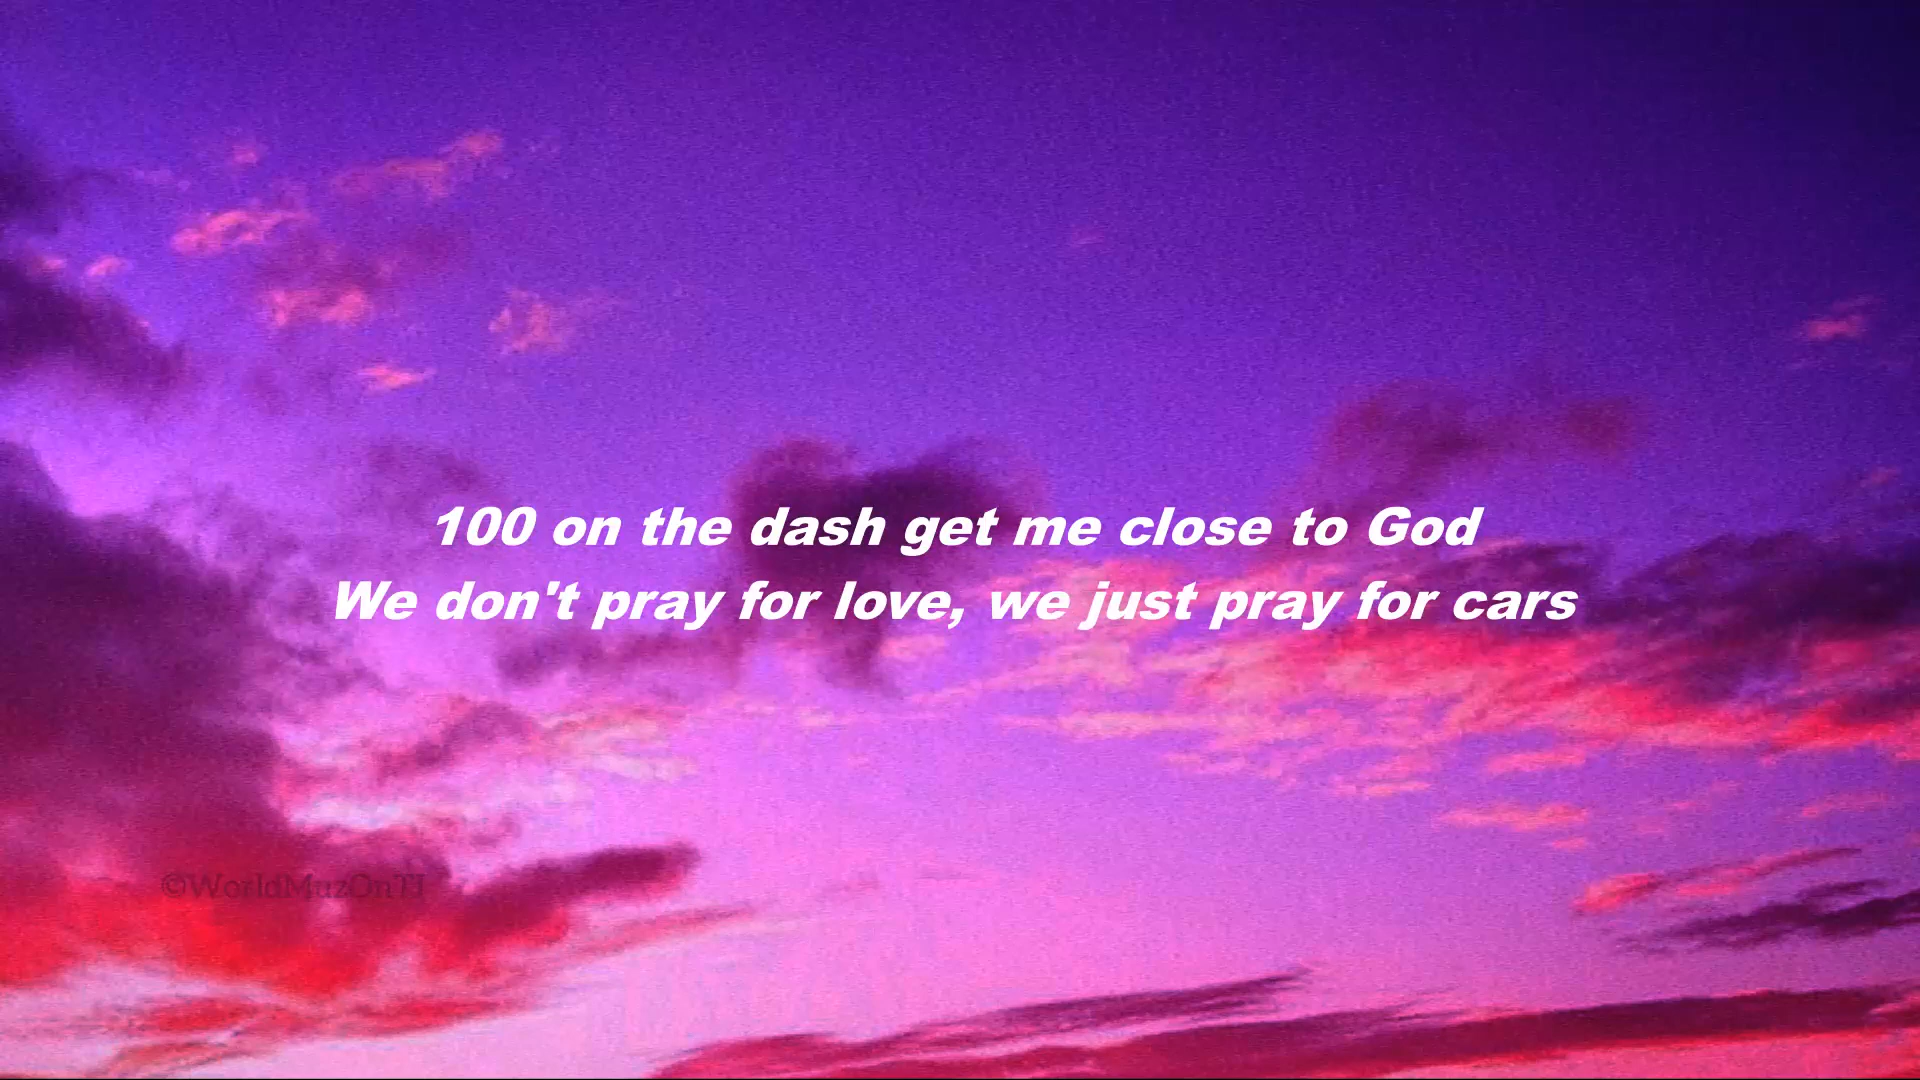 100 on the dash get me close to God
We don't pray for love, we just pray for cars
©WorldMuzOnTI